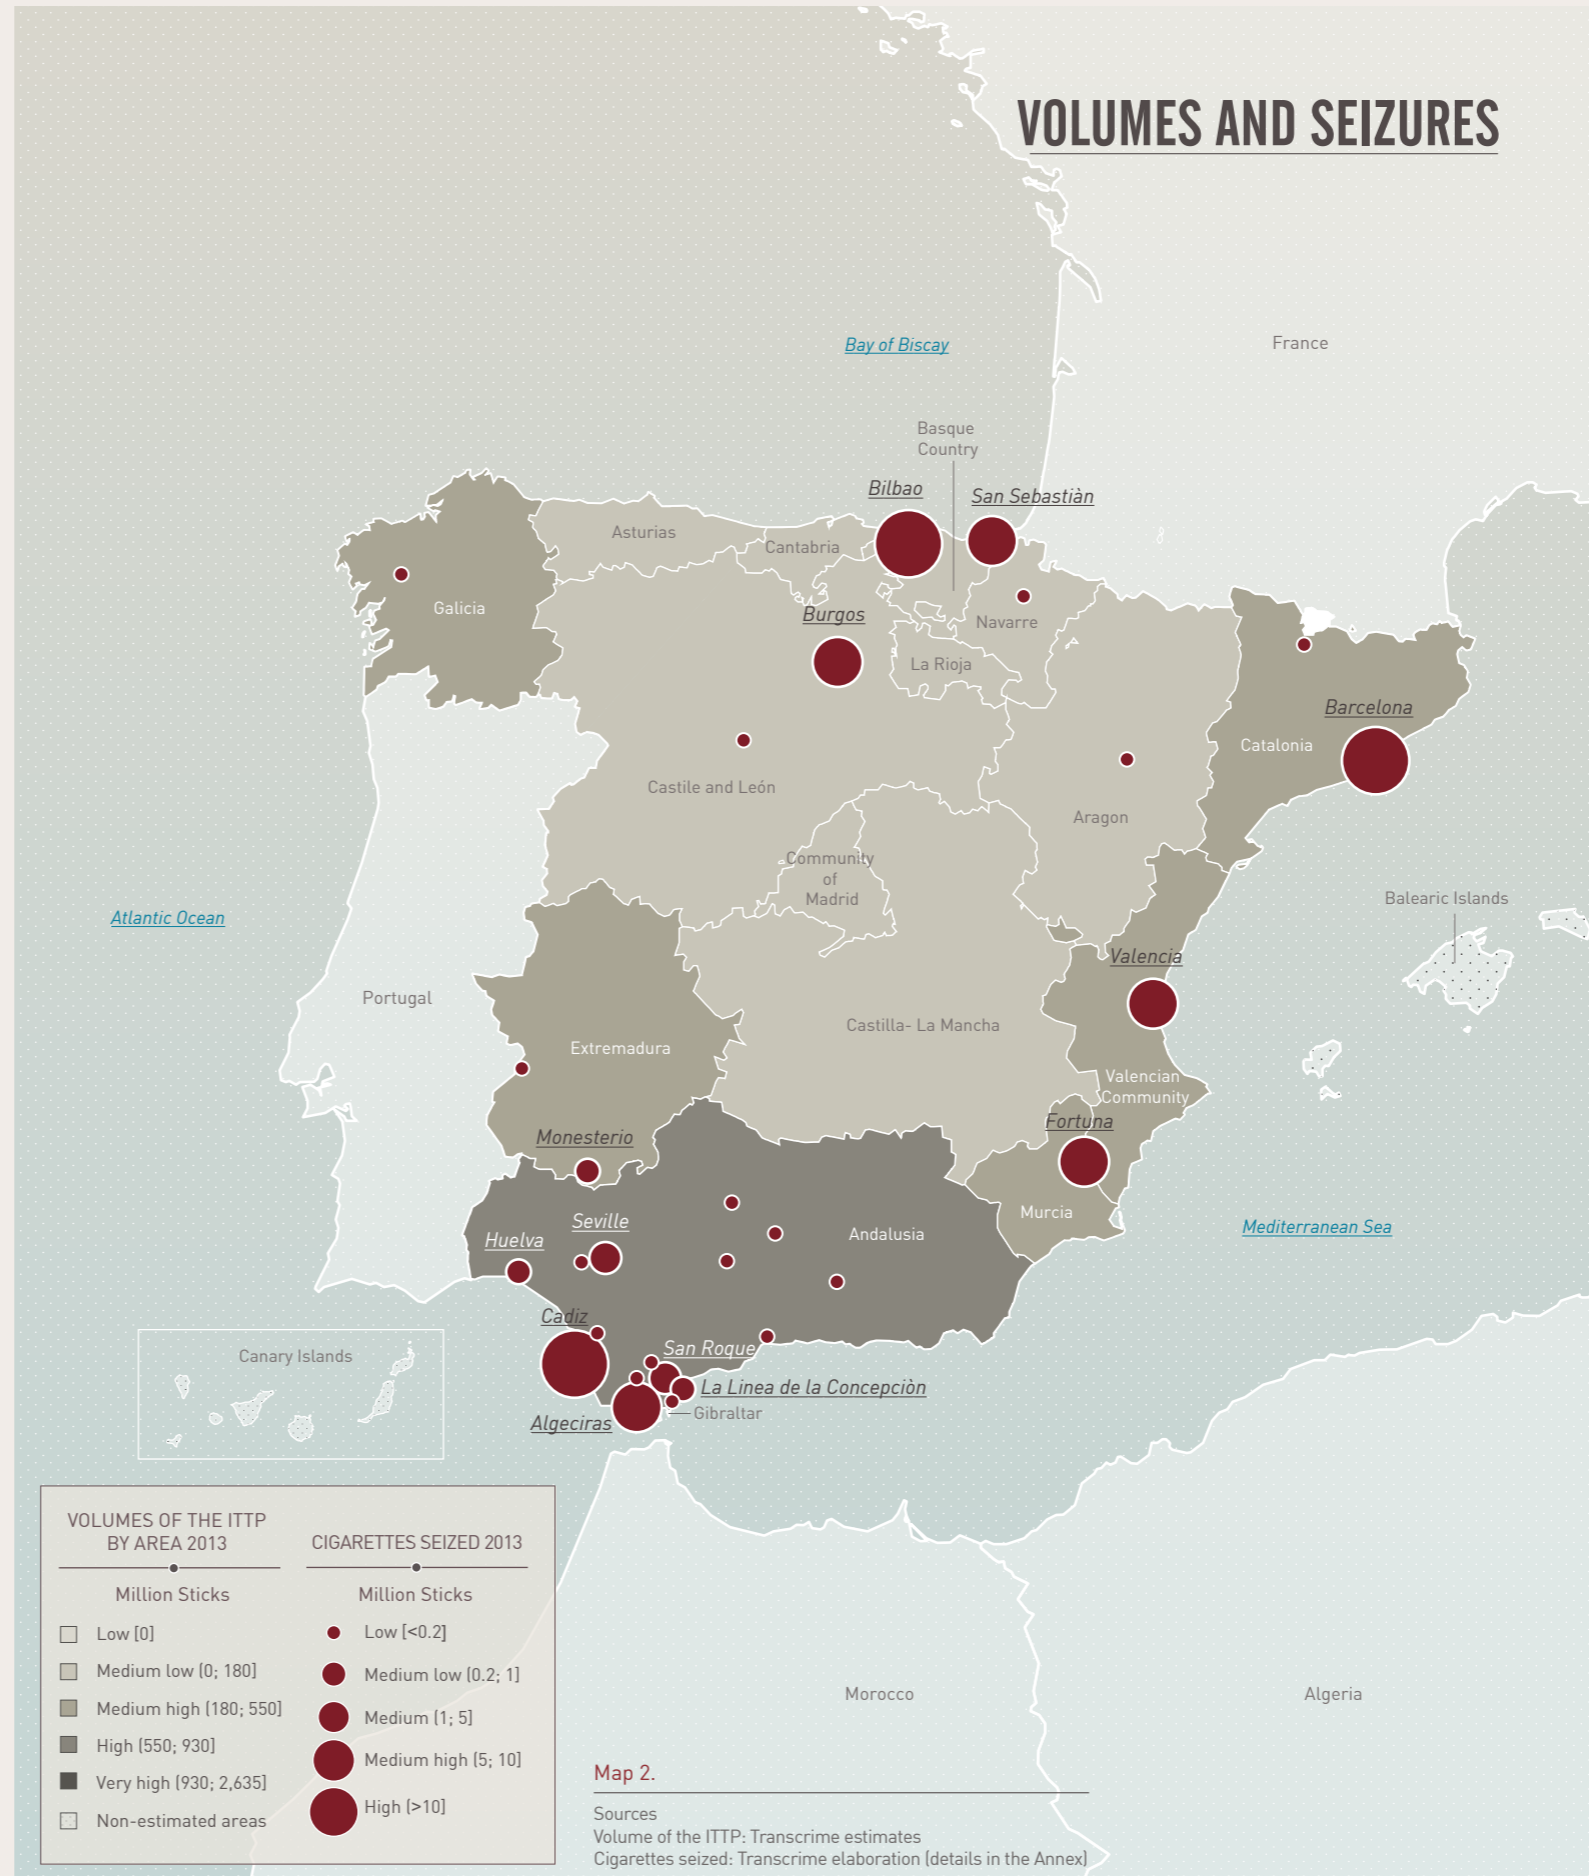 VOLUMES AND SEIZURES
Bay of Biscay
France
Basque
Country
Bilbao
San Sebastiàn
Asturias
Cantabria
Galicia
Burgos
Navarre
La Rioja
Barcelona
Catalonia
Castile and León
Aragon
Community
of
Madrid
Balearic Islands
Atlantic Ocean
Valencia
Portugal
Castilla- La Mancha
Extremadura
Valencian
Community
Fortuna
Monesterio
Murcia
Seville
Andalusia
Mediterranean Sea
Huelva
Cadiz
San Roque
Canary Islands
La Linea de la Concepciòn
Gibraltar
Algeciras
VOLUMES OF THE ITTP
BY AREA 2013
Million Sticks
Low [0]
Medium low (0; 180]
Medium high (180; 550]
High (550; 930]
Very high (930; 2,635]
Non-estimated areas
CIGARETTES SEIZED 2013
Million Sticks
Low [<0.2]
Medium low (0.2; 1]
Medium (1; 5]
Medium high (5; 10]
High (>10]
Morocco
Algeria
Map 2.
Sources
Volume of the ITTP: Transcrime estimates
Cigarettes seized: Transcrime elaboration (details in the Annex)